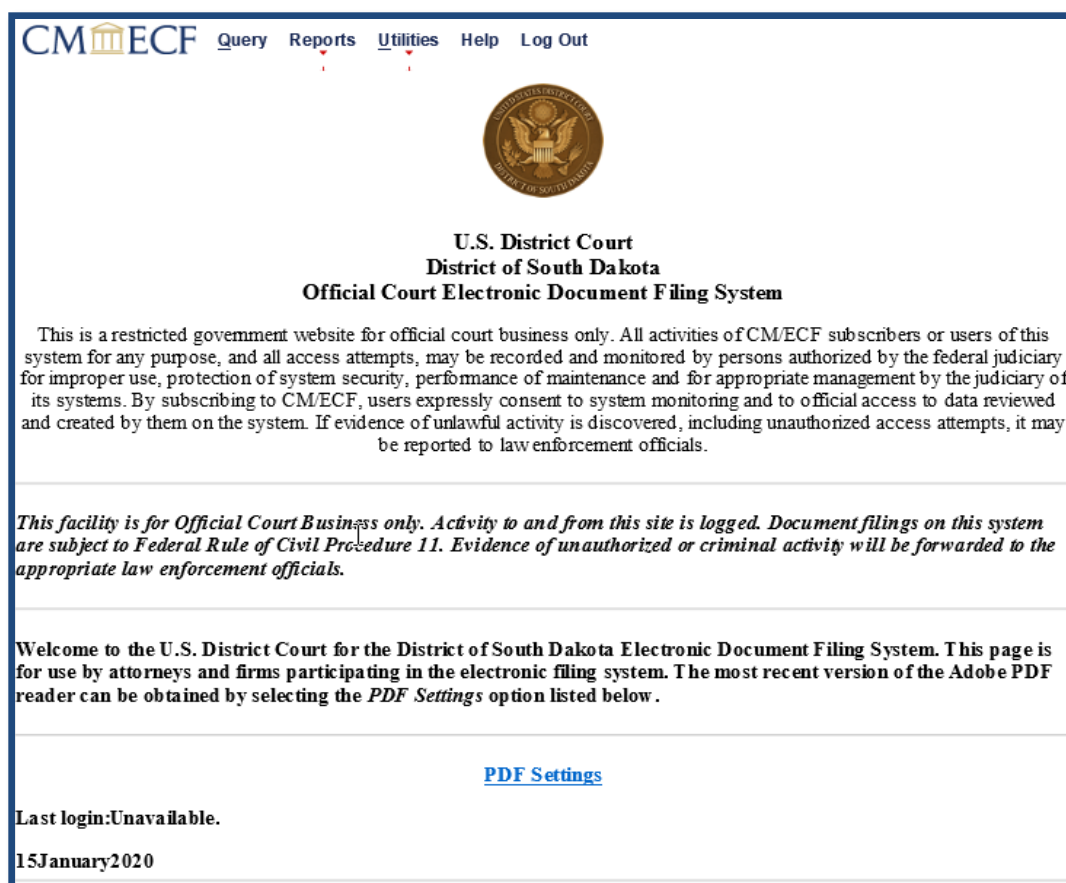 CM ECF Query Reports Utilities Help Log Out
UNITED STATES DISTRICT COURT
DISTRICT OF SOUTH DAKOTA
U.S. District Court
District of South Dakota
Official Court Electronic Document Filing System
This is a restricted government website for official court business only. All activities of CM/ECF subscribers or users of this
system for any purpose, and all access attempts, may be recorded and monitored by persons authorized by the federal judiciary
for improper use, protection of system security, performance of maintenance and for appropriate management by the judiciary of
its systems. By subscribing to CM/ECF, users expressly consent to system monitoring and to official access to data reviewed
and created by them on the system. If evidence of unlawful activity is discovered, including unauthorized access attempts, it may
be reported to law enforcement officials.
This facility is for Official Court Business only. Activity to and from this site is logged. Document filings on this system
are subject to Federal Rule of Civil Procedure 11. Evidence of unauthorized or criminal activity will be forwarded to the
appropriate law enforcement officials.
Welcome to the U.S. District Court for the District of South Dakota Electronic Document Filing System. This page is
for use by attorneys and firms participating in the electronic filing system. The most recent version of the Adobe PDF
reader can be obtained by selecting the PDF Settings option listed below.
PDF Settings
Last login:Unavailable.
15January2020